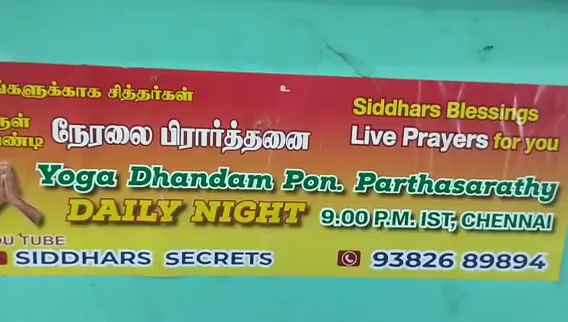 சித்தர்கள்
நேரலை பிரார்த்தனை
Siddhars Blessings
Live Prayers for you
Yoga Dhandam Pon. Parthasarathy
DAILY NIGHT 9.00 P.M. IST, CHENNAI
TUBE
SIDDHARS SECRETS
93826 89894